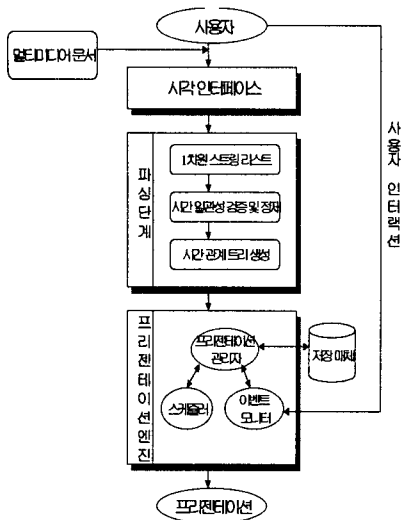 사용자
멀티미디어 문서
시각 인터페이스
사용자 인터랙션
파싱단계
1차원 스트링 리스트
시간 일관성 검증 및 정제
시간 관계 트리 생성
프리젠테이션엔진
프리젠테이션
관리자
저장 매체
스케줄러
이벤트
모니터
프리젠테이션